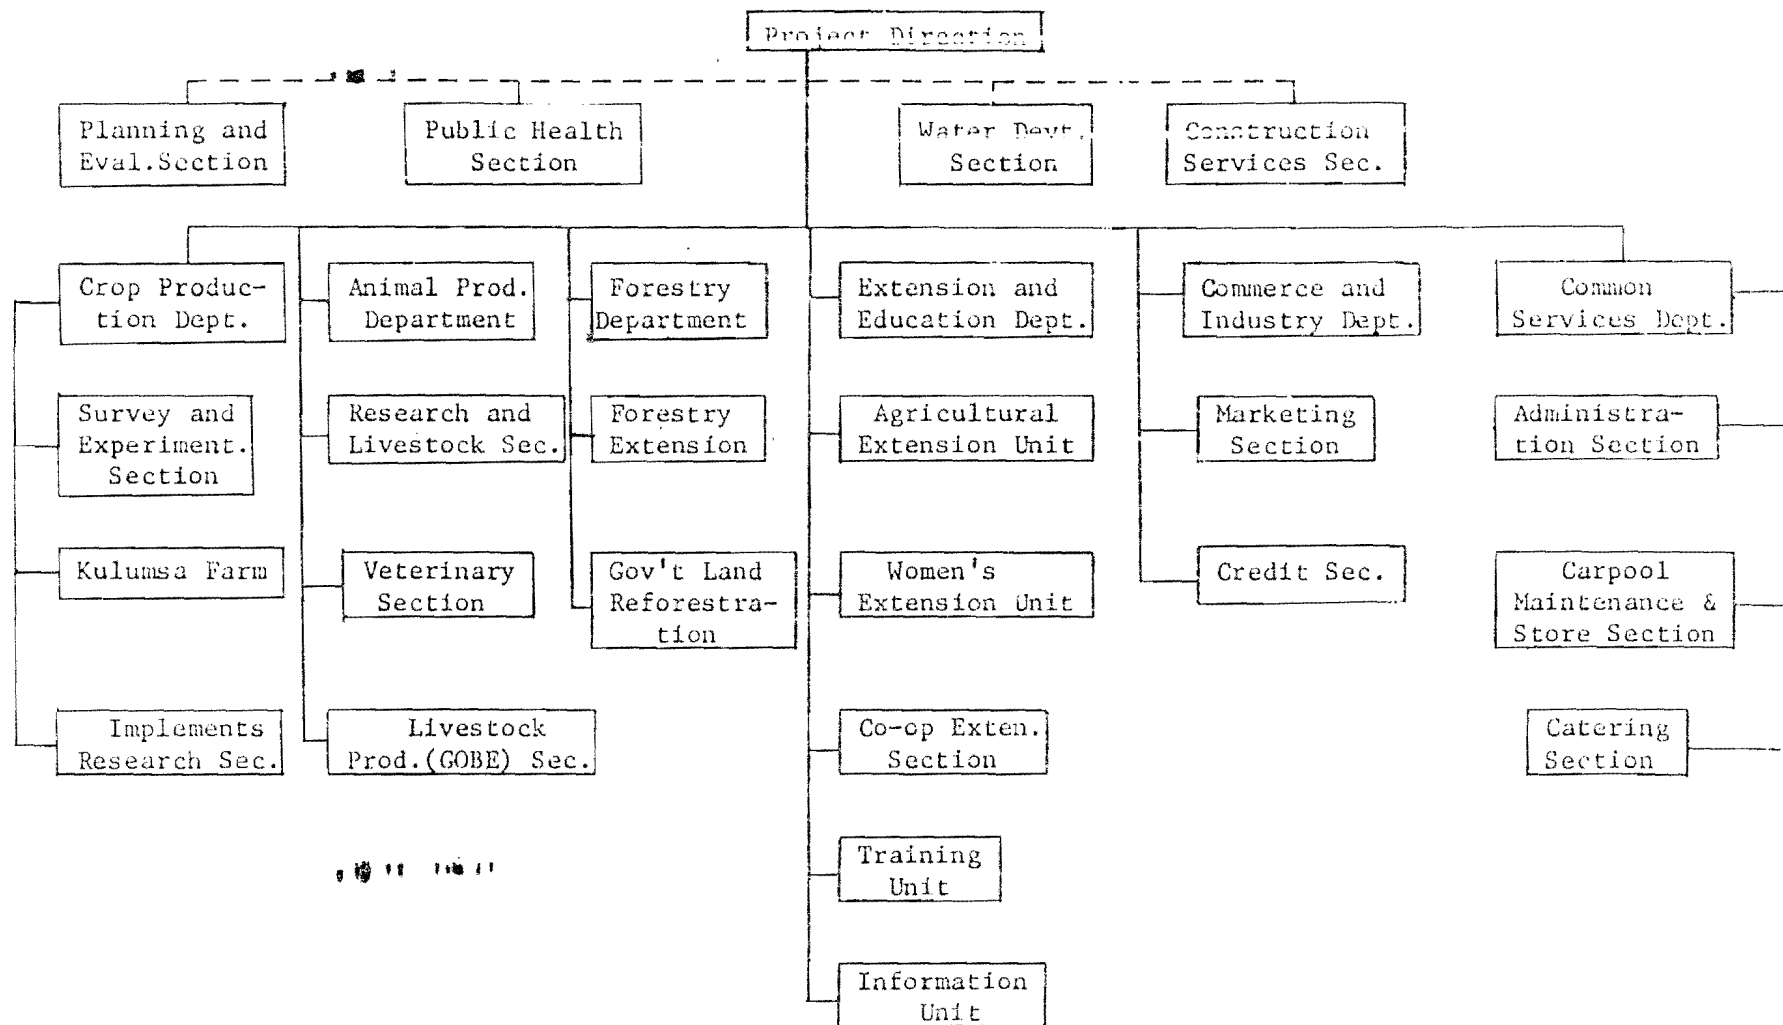 Project Direction
Planning and
Eval.Section
Public Health
Section
Water Devt.
Section
Construction
Services Sec.
Crop Produc-
tion Dept.
Animal Prod.
Department
Forestry
Department
Extension and
Education Dept.
Commerce and
Industry Dept.
Common
Services Dept.
Survey and
Experiment.
Section
Research and
Livestock Sec.
Forestry
Extension
Agricultural
Extension Unit
Marketing
Section
Administra-
tion Section
Kulumsa Farm
Veterinary
Section
Gov't Land
Reforestra-
tion
Women's
Extension Unit
Credit Sec.
Carpool
Maintenance &
Store Section
Implements
Research Sec.
Livestock
Prod.(GOBE) Sec.
Co-op Exten.
Section
Catering
Section
Training
Unit
Information
Unit